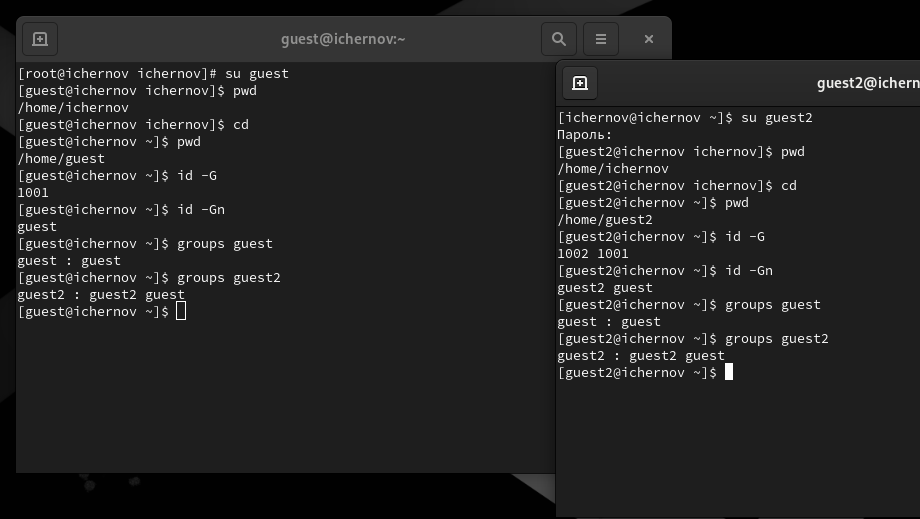 guest@ichernov:~
[root@ichernov ichernov]# su guest
[guest@ichernov ichernov]$ pwd
/home/ichernov
[guest@ichernov ichernov]$ cd
[guest@ichernov ~]$ pwd
/home/guest
[guest@ichernov ~]$ id -G
1001
[guest@ichernov ~]$ id -Gn
guest
[guest@ichernov ~]$ groups guest
guest : guest
[guest@ichernov ~]$ groups guest2
guest2 : guest2 guest
[guest@ichernov ~]$
guest2@ichern
[ichernov@ichernov ~]$ su guest2
Пароль:
[guest2@ichernov ichernov]$ pwd
/home/ichernov
[guest2@ichernov ichernov]$ cd
[guest2@ichernov ~]$ pwd
/home/guest2
[guest2@ichernov ~]$ id -G
1002 1001
[guest2@ichernov ~]$ id -Gn
guest2 guest
[guest2@ichernov ~]$ groups guest
guest : guest
[guest2@ichernov ~]$ groups guest2
guest2 : guest2 guest
[guest2@ichernov ~]$